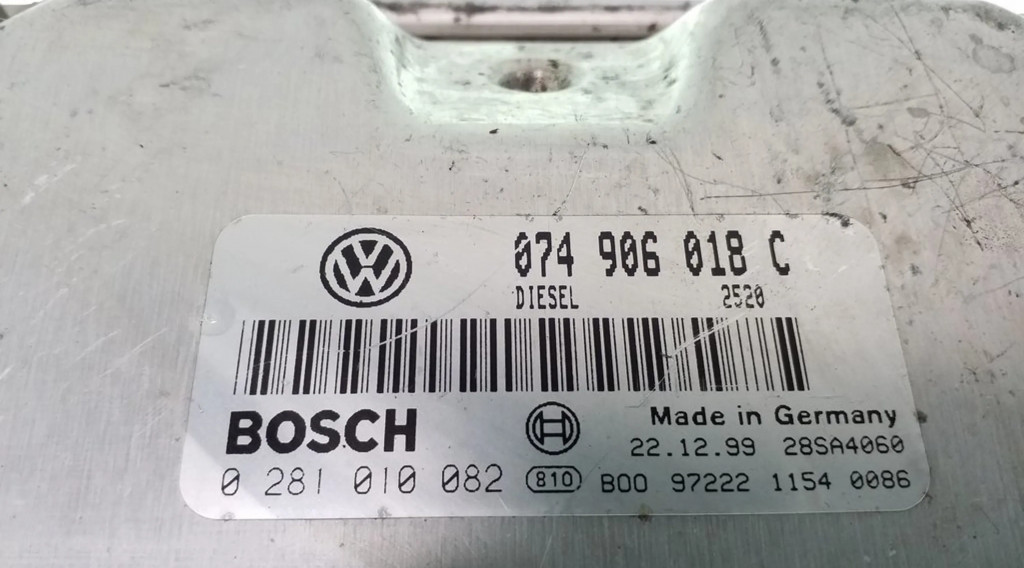 074 906 018 C
DIESEL 2520
BOSCH
Made in Germany
22.12.99 28SA4060
0 281 010 082 810 B00 97222 1154 0086